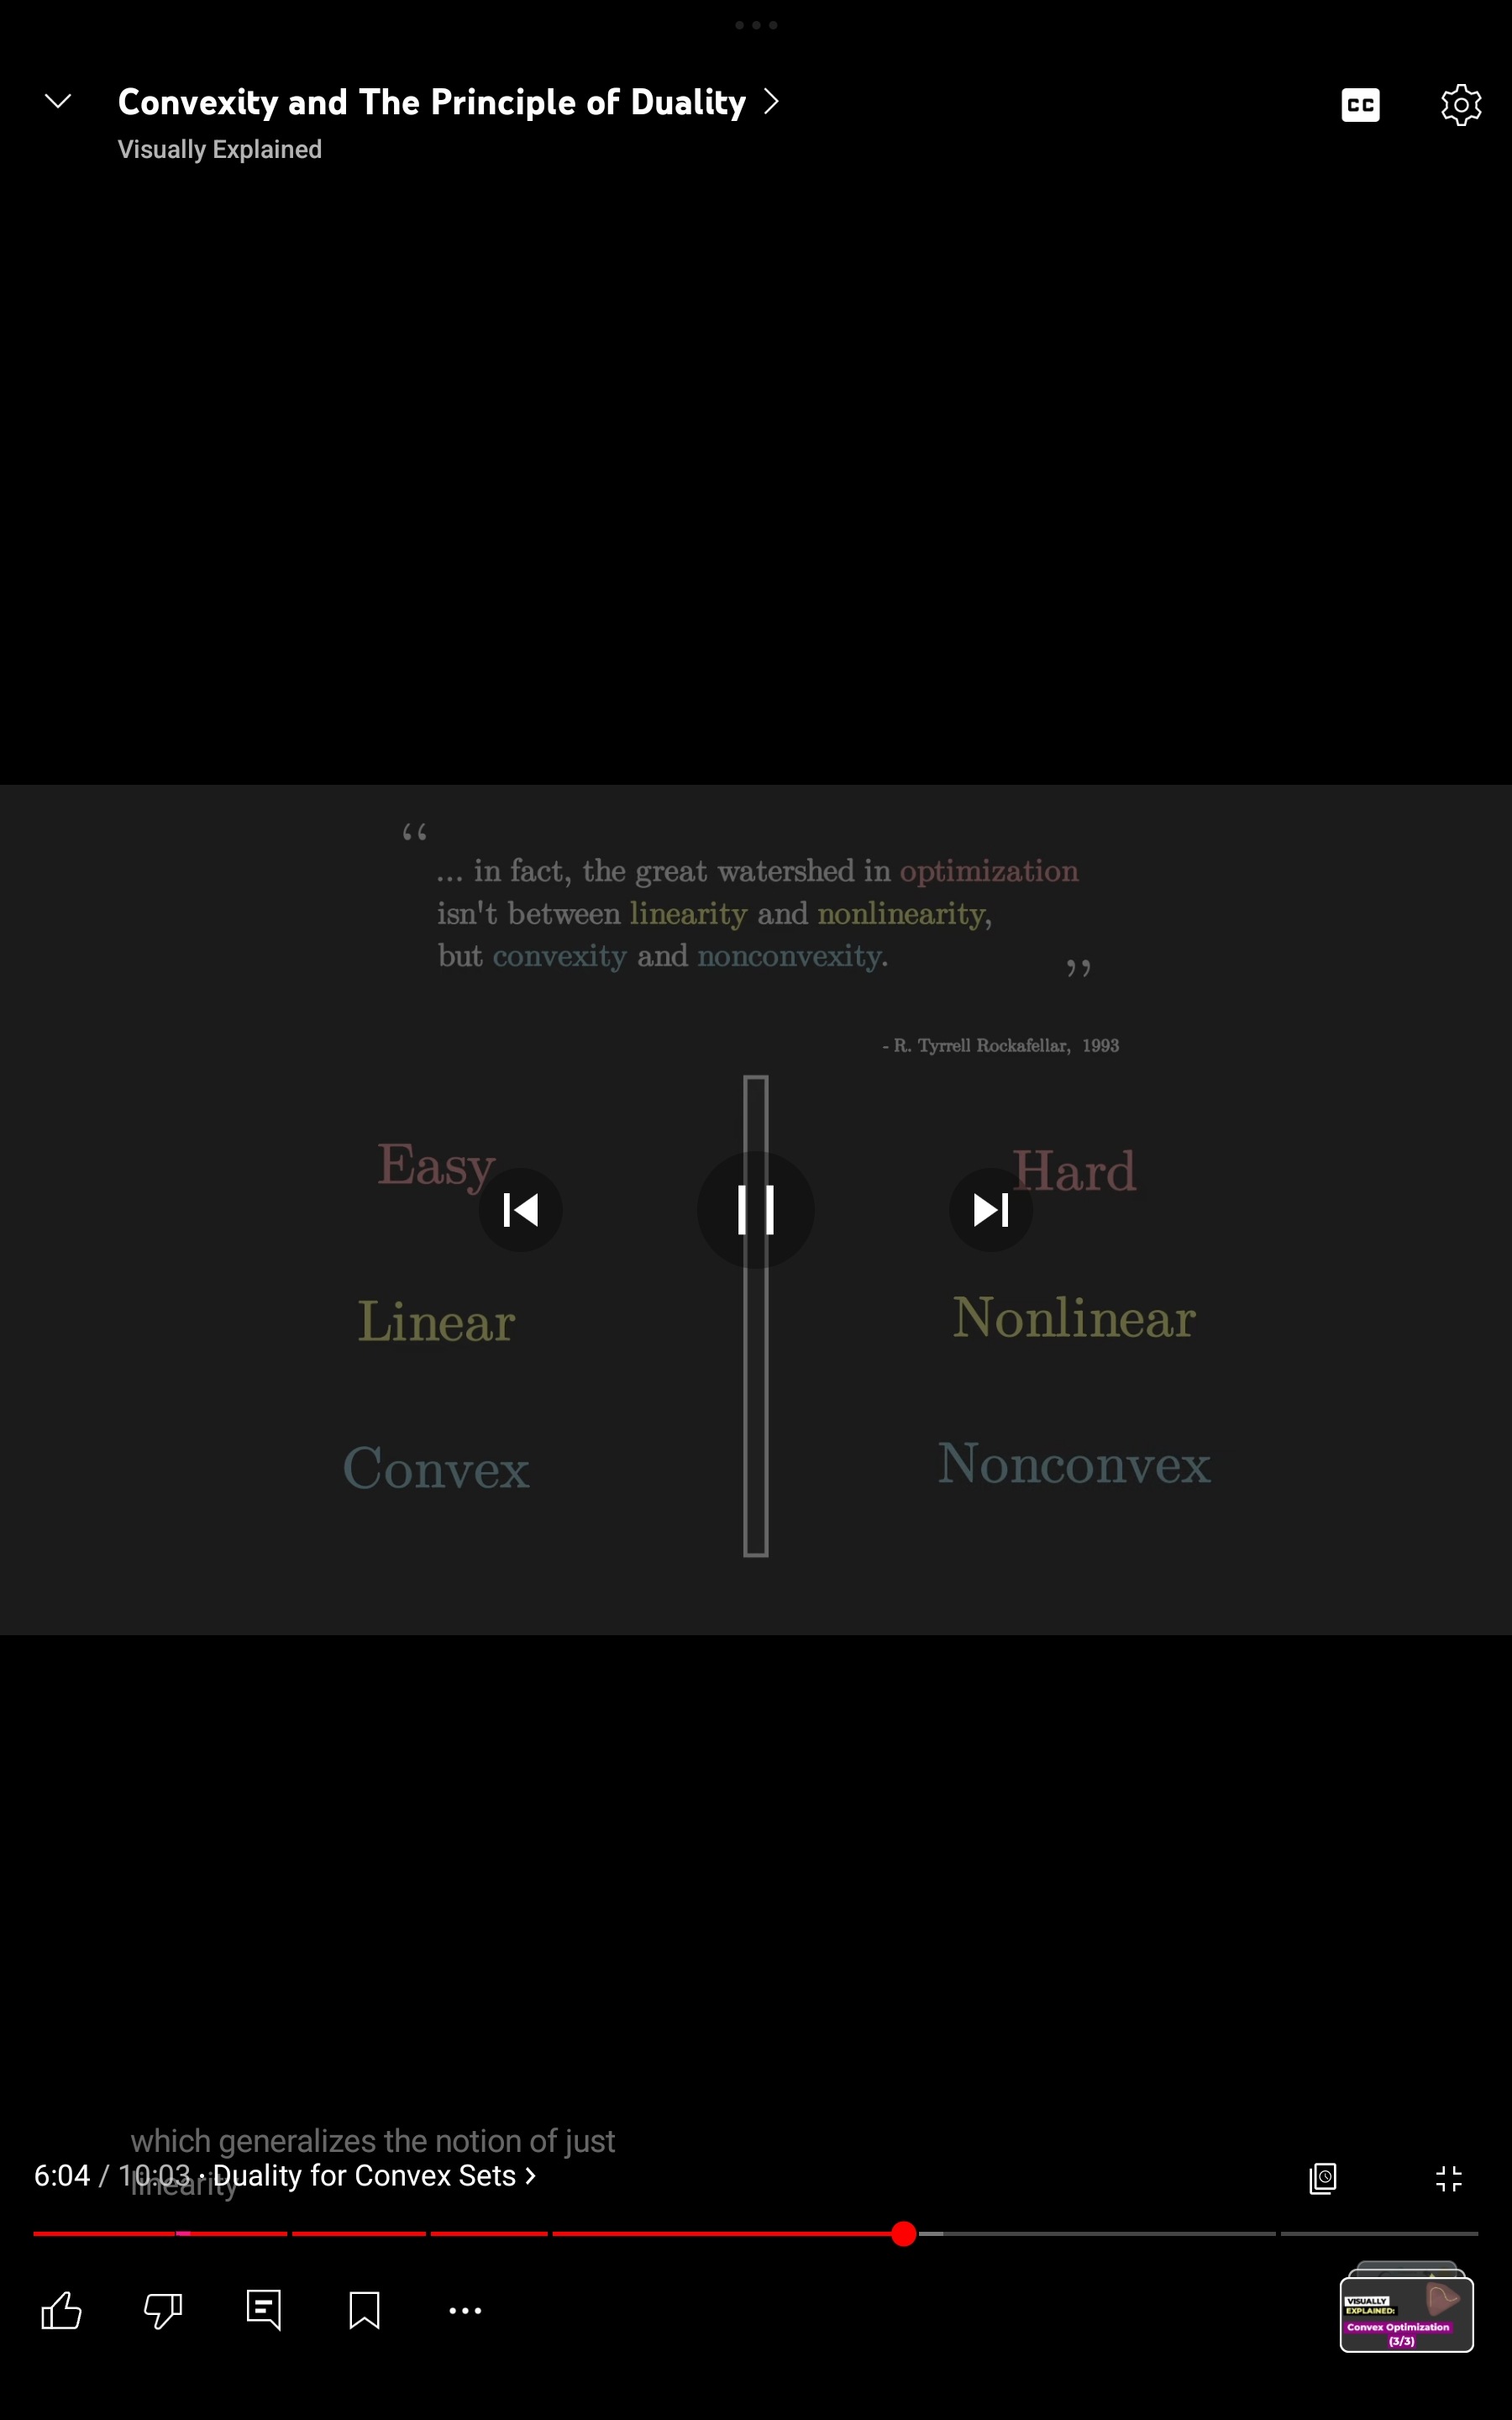 Convexity and The Principle of Duality
CC
Visually Explained
“
... in fact, the great watershed in optimization
isn't between linearity and nonlinearity,
but convexity and nonconvexity.
”
- R. Tyrrell Rockafellar, 1993
Easy
Hard
Linear
Nonlinear
Convex
Nonconvex
which generalizes the notion of just
linearity
6:04 / 10:03 · Duality for Convex Sets
VISUALLY
EXPLAINED:
Convex Optimization
(3/3)